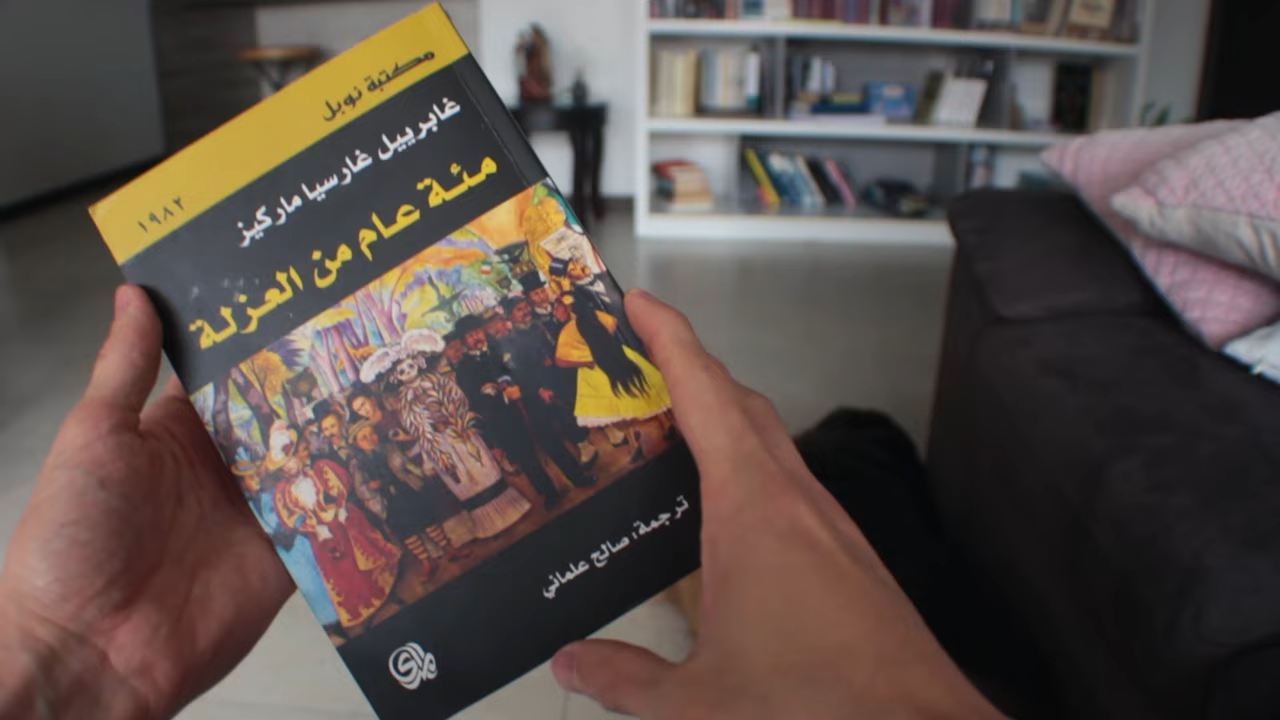 مكتبة نوبل
١٩٨٢
غابرييل غارسيا ماركيز
مئة عام من العزلة
ترجمة: صالح علماني